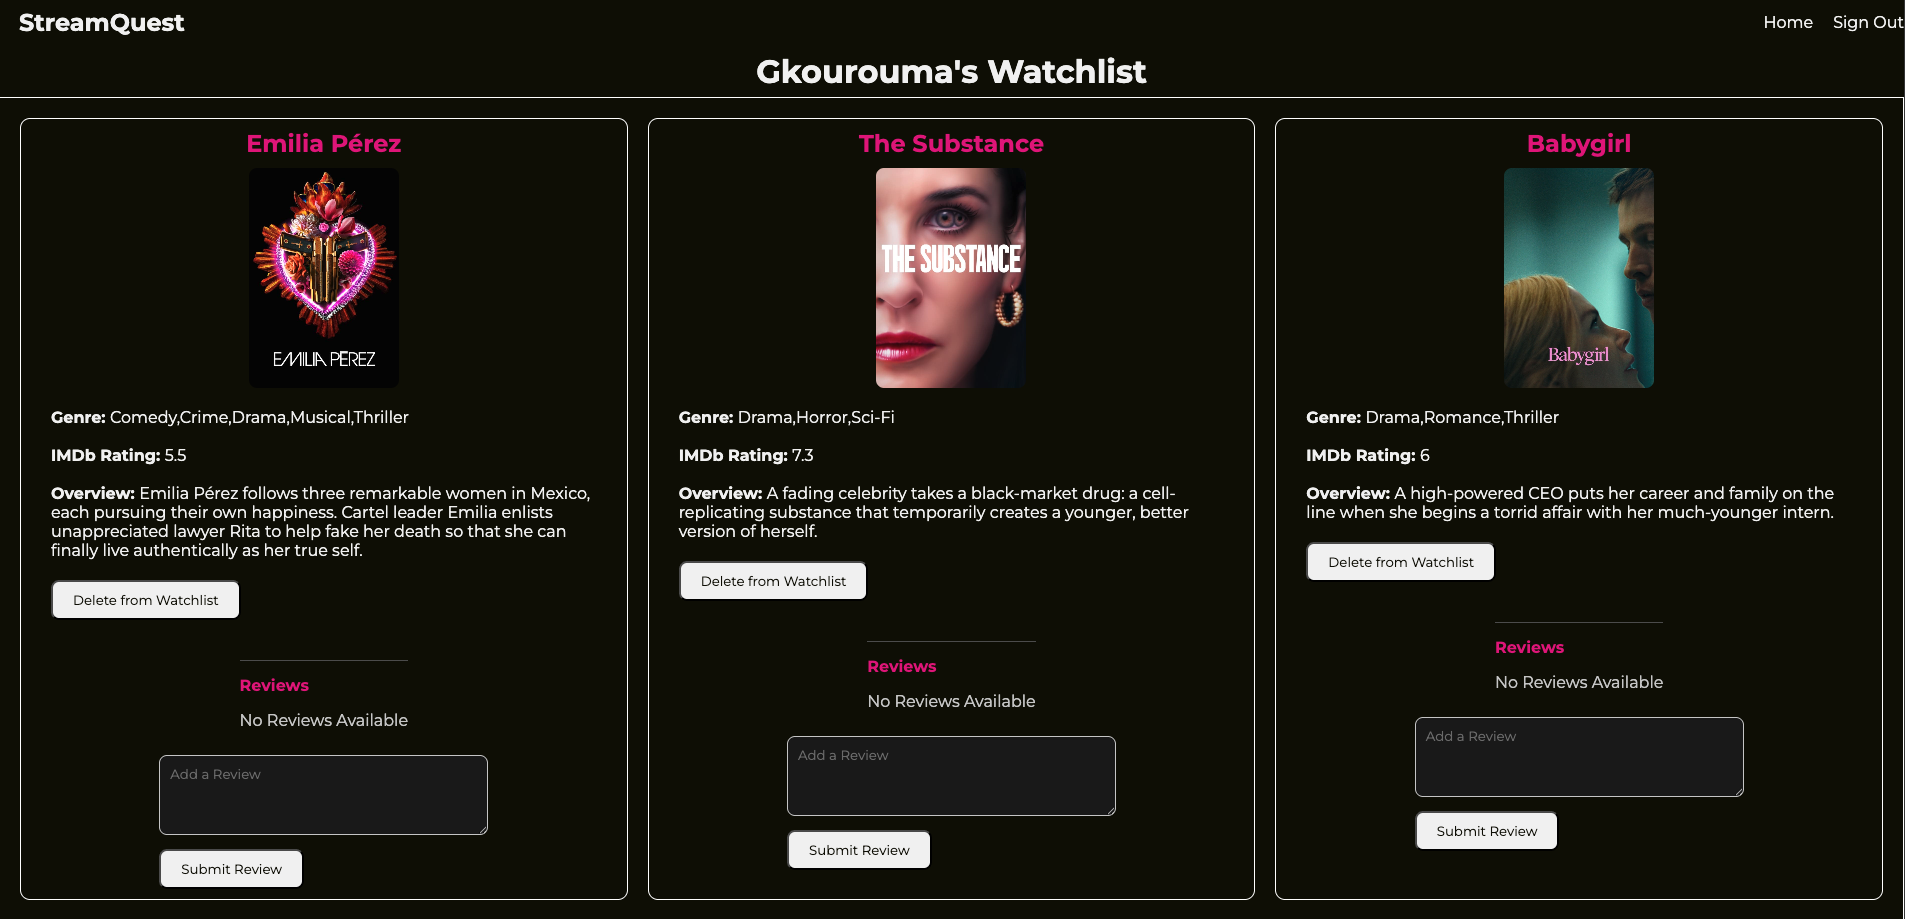 StreamQuest
Home
Sign Out
Gkourouma's Watchlist
Emilia Pérez
EMILIA PÉREZ
Genre: Comedy,Crime,Drama,Musical,Thriller
IMDb Rating: 5.5
Overview: Emilia Pérez follows three remarkable women in Mexico,
each pursuing their own happiness. Cartel leader Emilia enlists
unappreciated lawyer Rita to help fake her death so that she can
finally live authentically as her true self.
Delete from Watchlist
Reviews
No Reviews Available
Add a Review
Submit Review
The Substance
THE SUBSTANCE
Genre: Drama,Horror,Sci-Fi
IMDb Rating: 7.3
Overview: A fading celebrity takes a black-market drug: a cell-
replicating substance that temporarily creates a younger, better
version of herself.
Delete from Watchlist
Reviews
No Reviews Available
Add a Review
Submit Review
Babygirl
Babygirl
Genre: Drama,Romance,Thriller
IMDb Rating: 6
Overview: A high-powered CEO puts her career and family on the
line when she begins a torrid affair with her much-younger intern.
Delete from Watchlist
Reviews
No Reviews Available
Add a Review
Submit Review